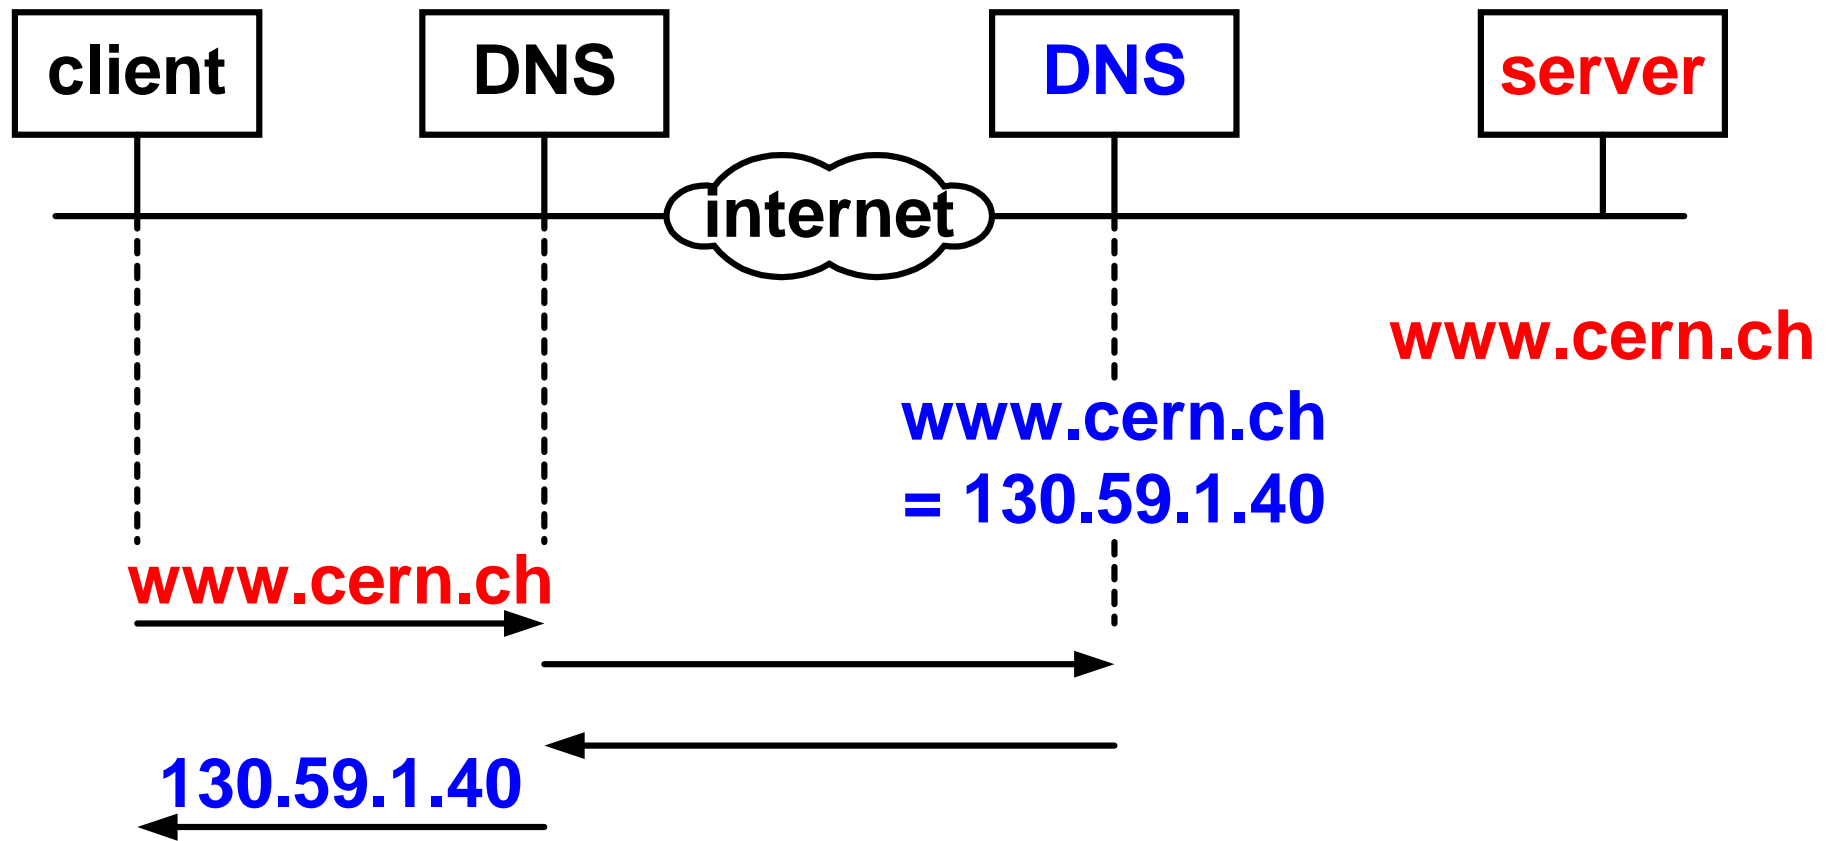 client
DNS
DNS
server
internet
www.cern.ch
www.cern.ch
= 130.59.1.40
www.cern.ch
130.59.1.40